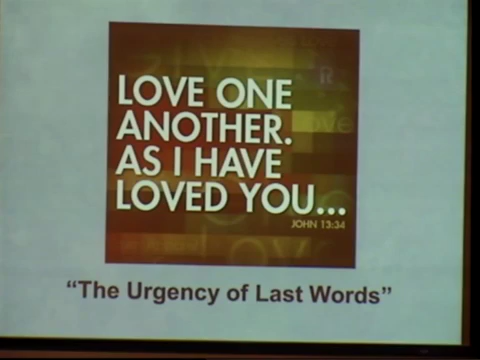 LOVE ONE
ANOTHER.
AS I HAVE
LOVED YOU...
JOHN 13:34
“The Urgency of Last Words”